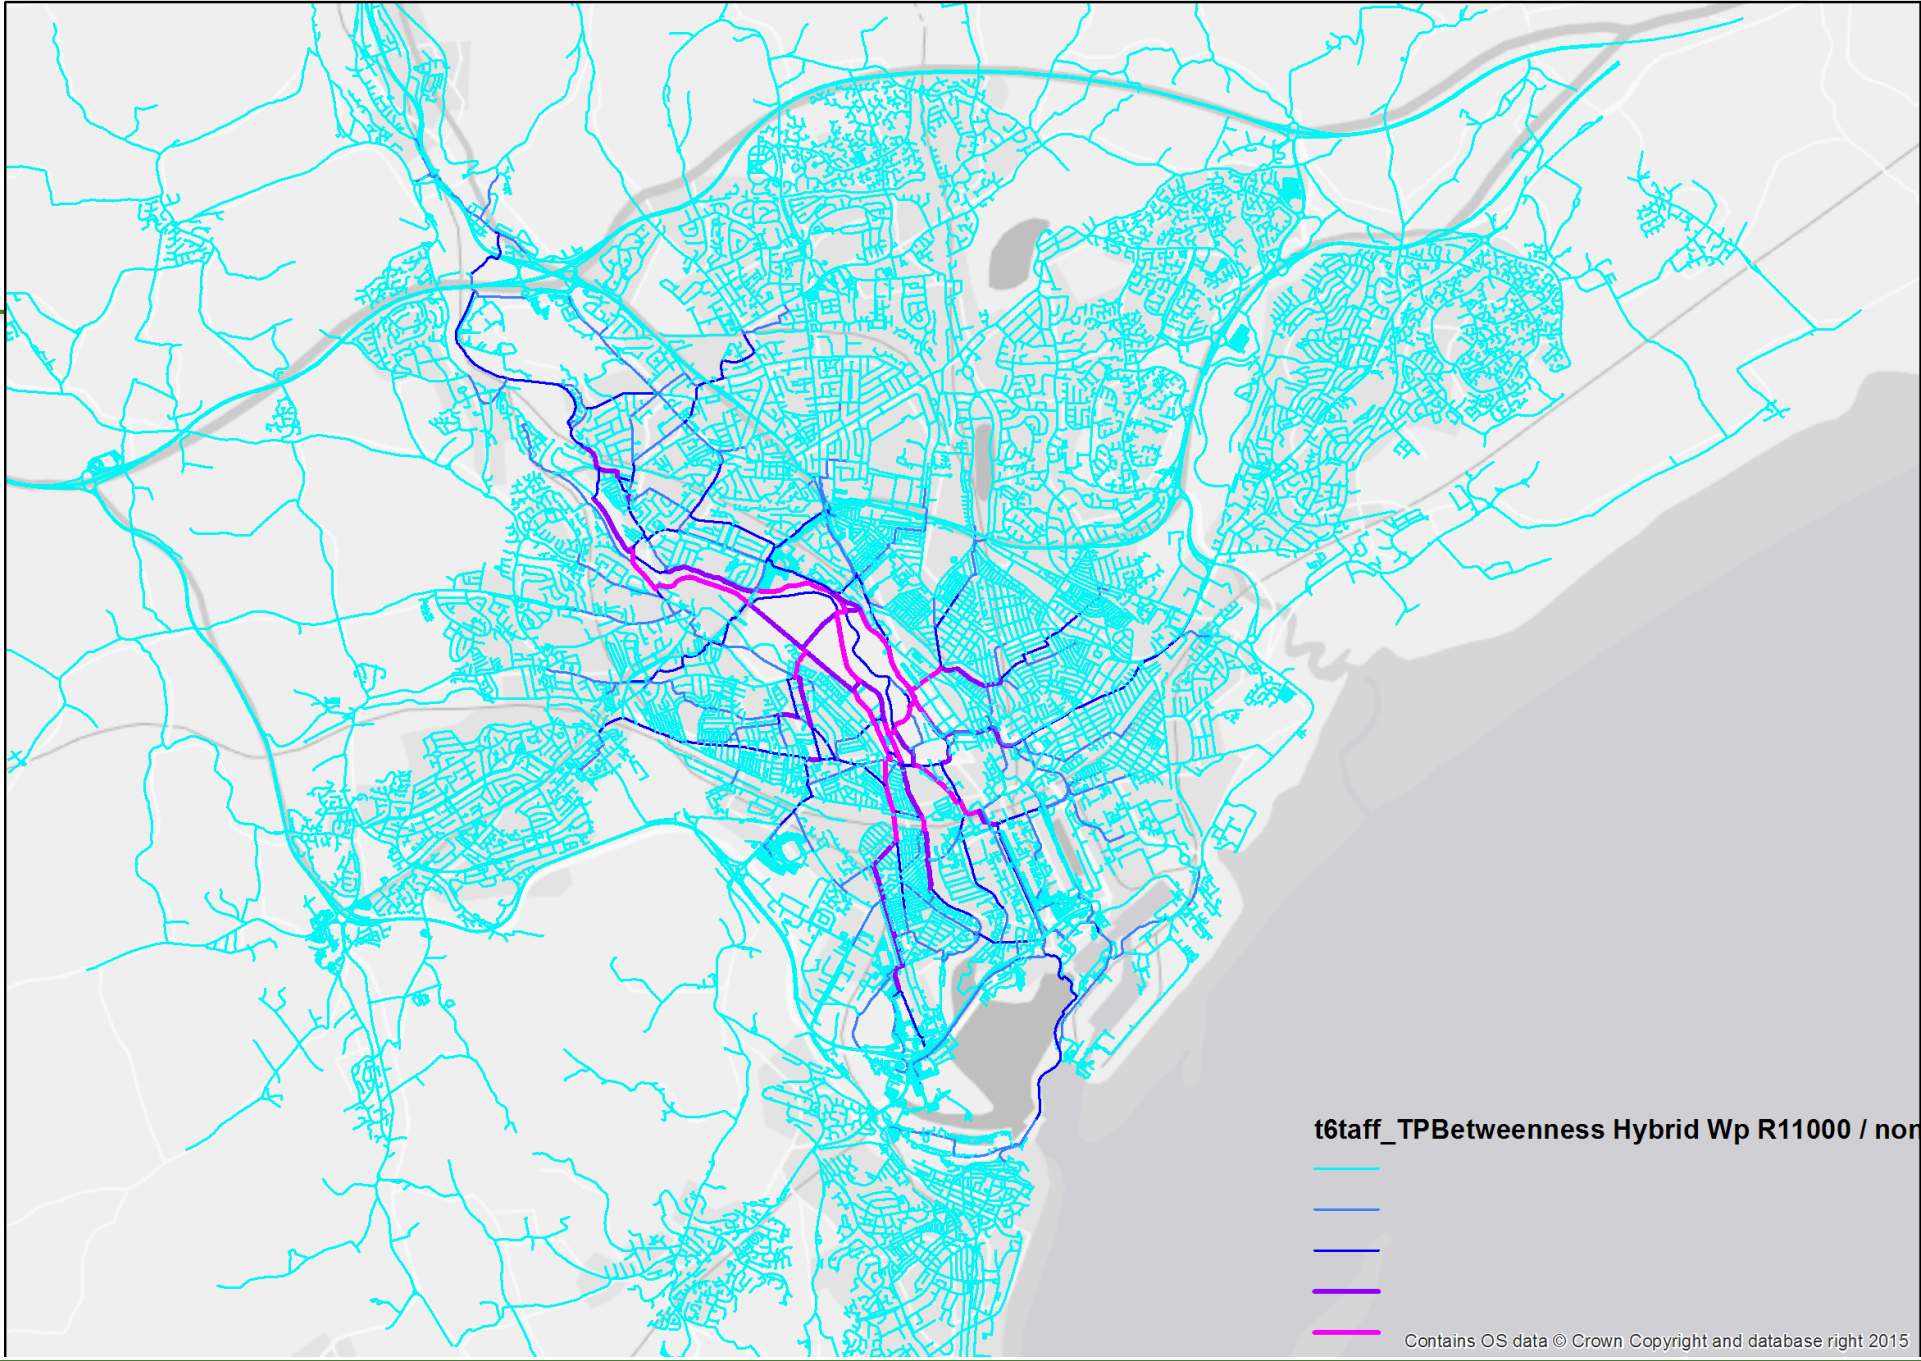 t6taff_TPBetweenness Hybrid Wp R11000 / non
Contains OS data © Crown Copyright and database right 2015